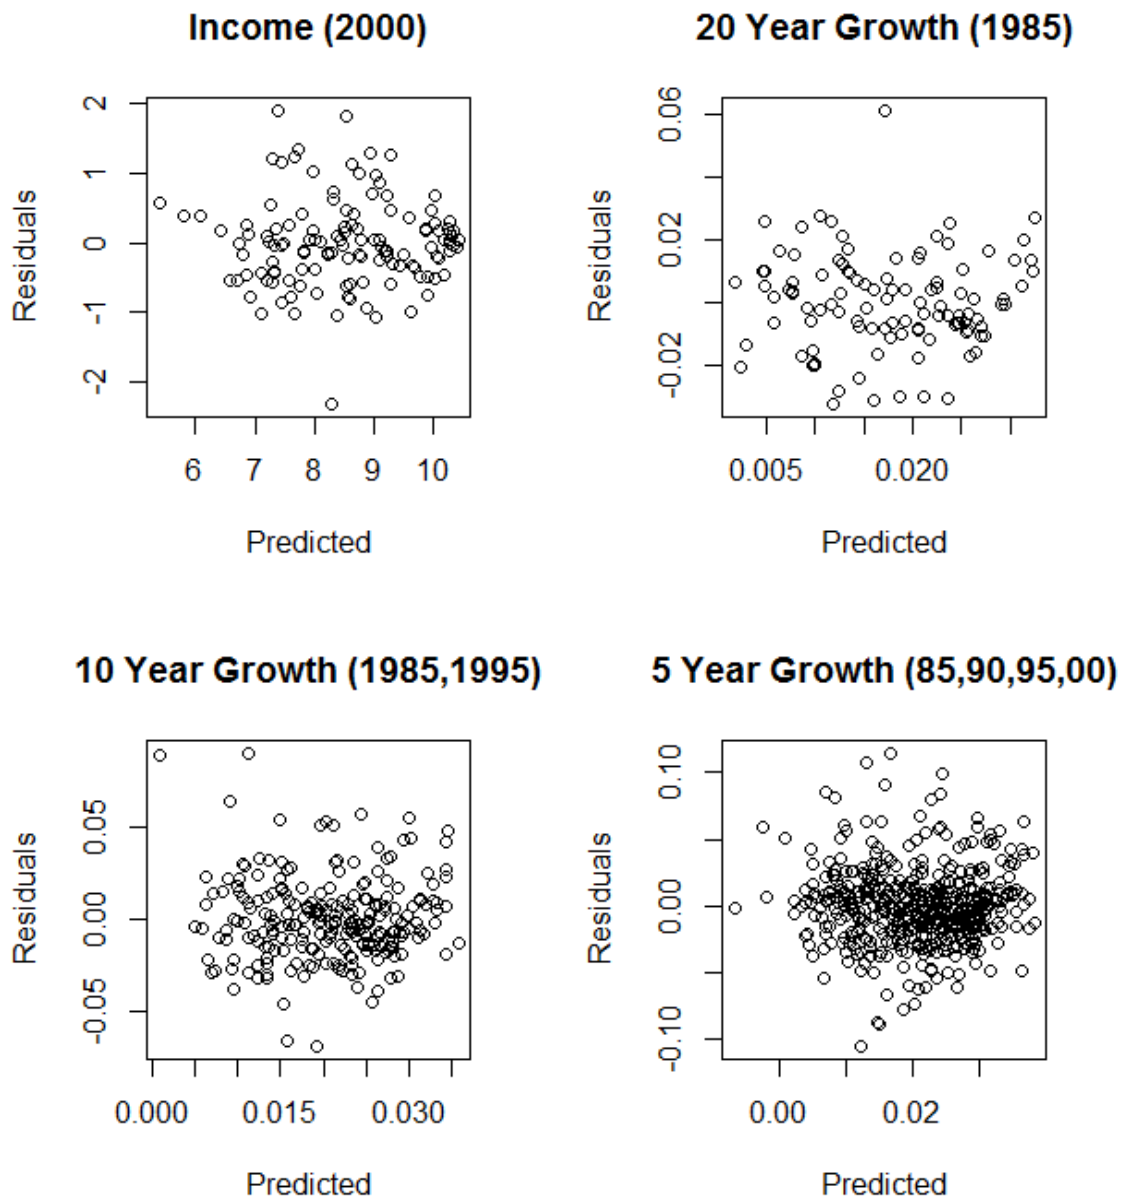 Income (2000)
2
1
0
-1
-2
Residuals
6 7 8 9 10
Predicted
20 Year Growth (1985)
0.06
0.02
-0.02
Residuals
0.005 0.020
Predicted
10 Year Growth (1985,1995)
0.05
0.00
-0.05
Residuals
0.000 0.015 0.030
Predicted
5 Year Growth (85,90,95,00)
0.10
0.00
-0.10
Residuals
0.00 0.02
Predicted